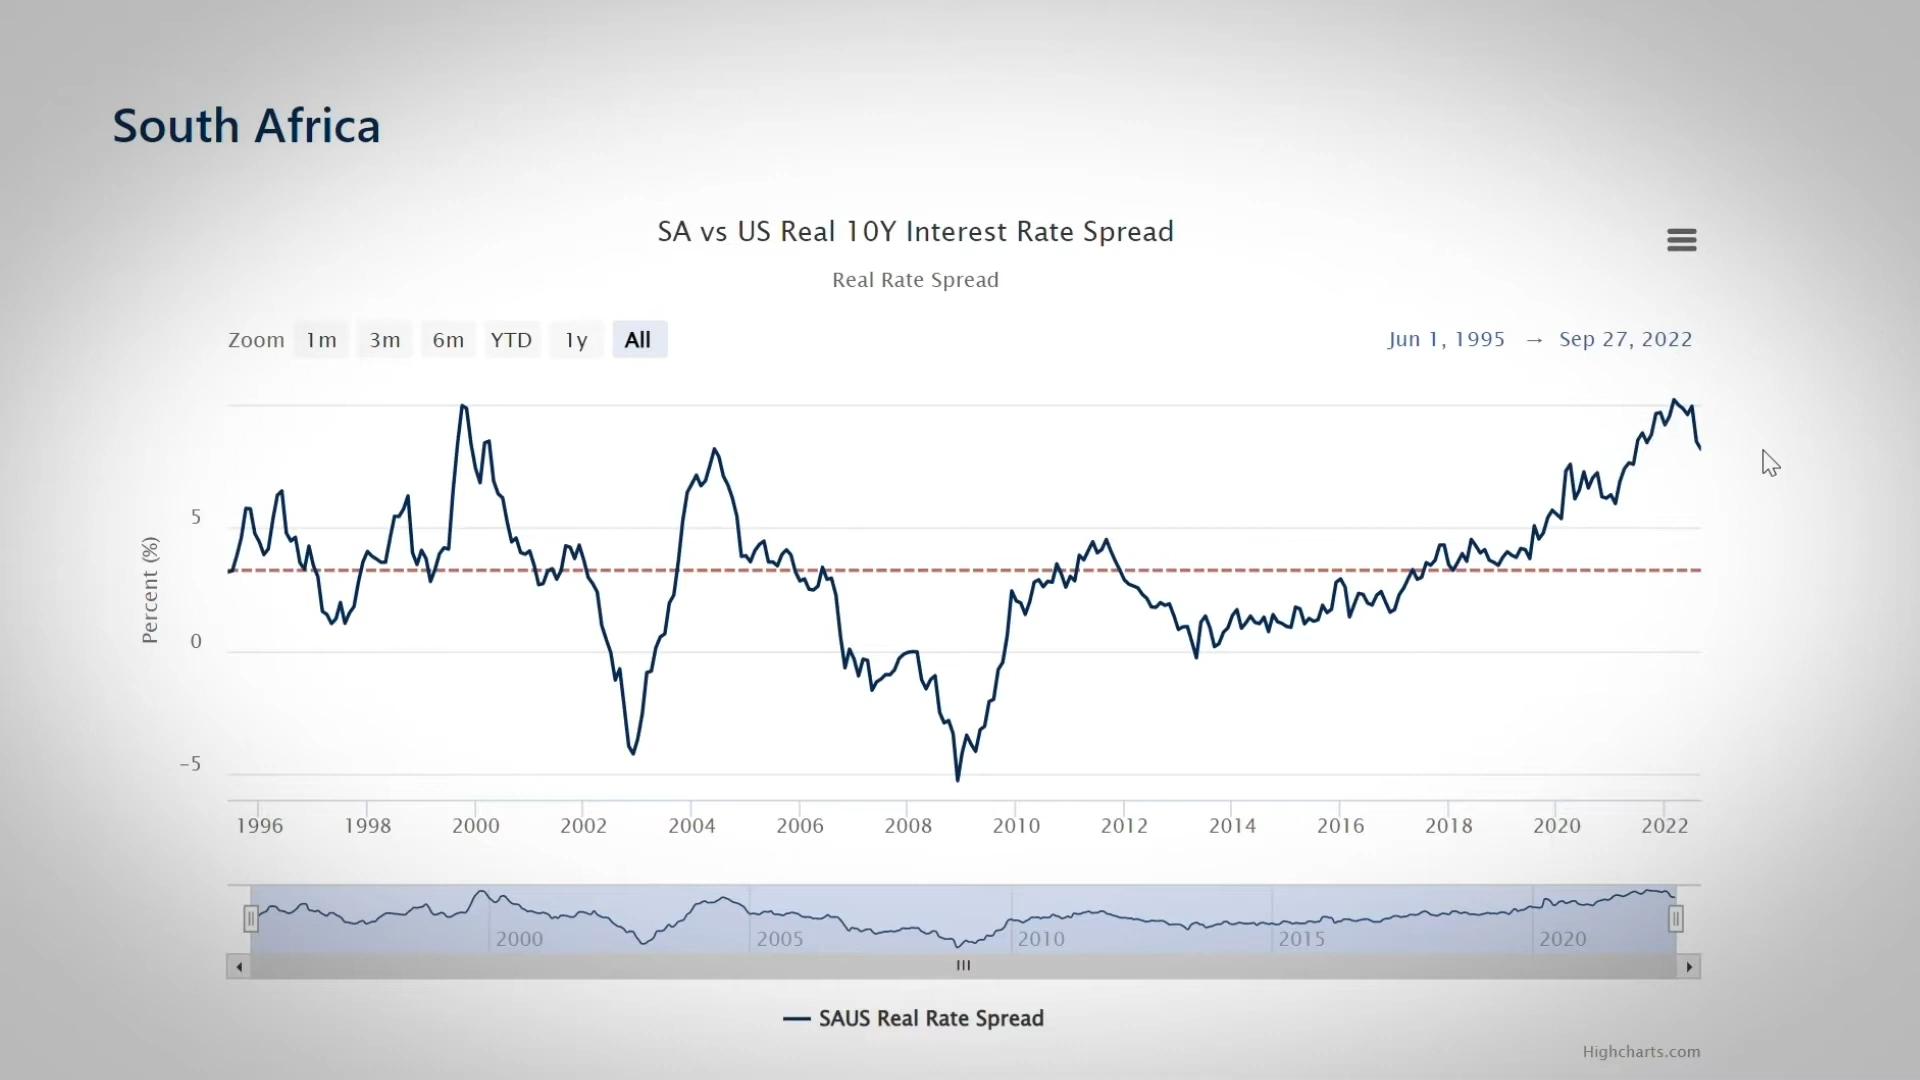 South Africa
SA vs US Real 10Y Interest Rate Spread
Real Rate Spread
Zoom 1m 3m 6m YTD 1y All Jun 1, 1995 → Sep 27, 2022
Percent (%)
5
0
-5
1996 1998 2000 2002 2004 2006 2008 2010 2012 2014 2016 2018 2020 2022
2000 2005 2010 2015 2020
SAUS Real Rate Spread
Highcharts.com